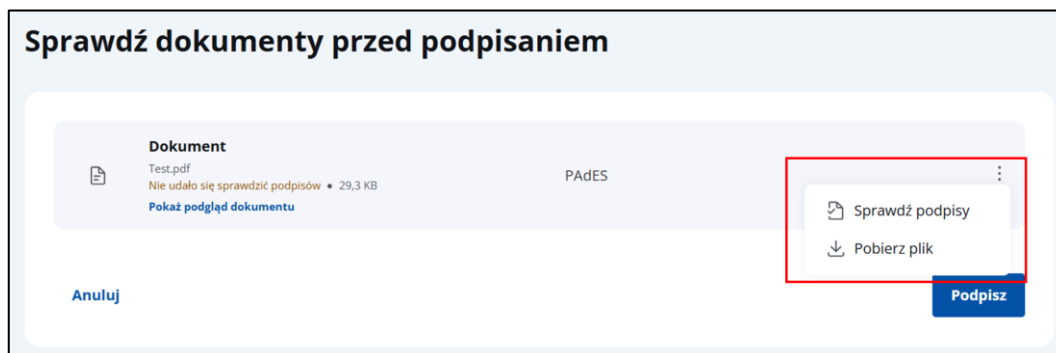 Sprawdź dokumenty przed podpisaniem
Dokument
Test.pdf
Nie udało się sprawdzić podpisów • 29,3 KB
Pokaż podgląd dokumentu
PAdES
Sprawdź podpisy
Pobierz plik
Anuluj
Podpisz